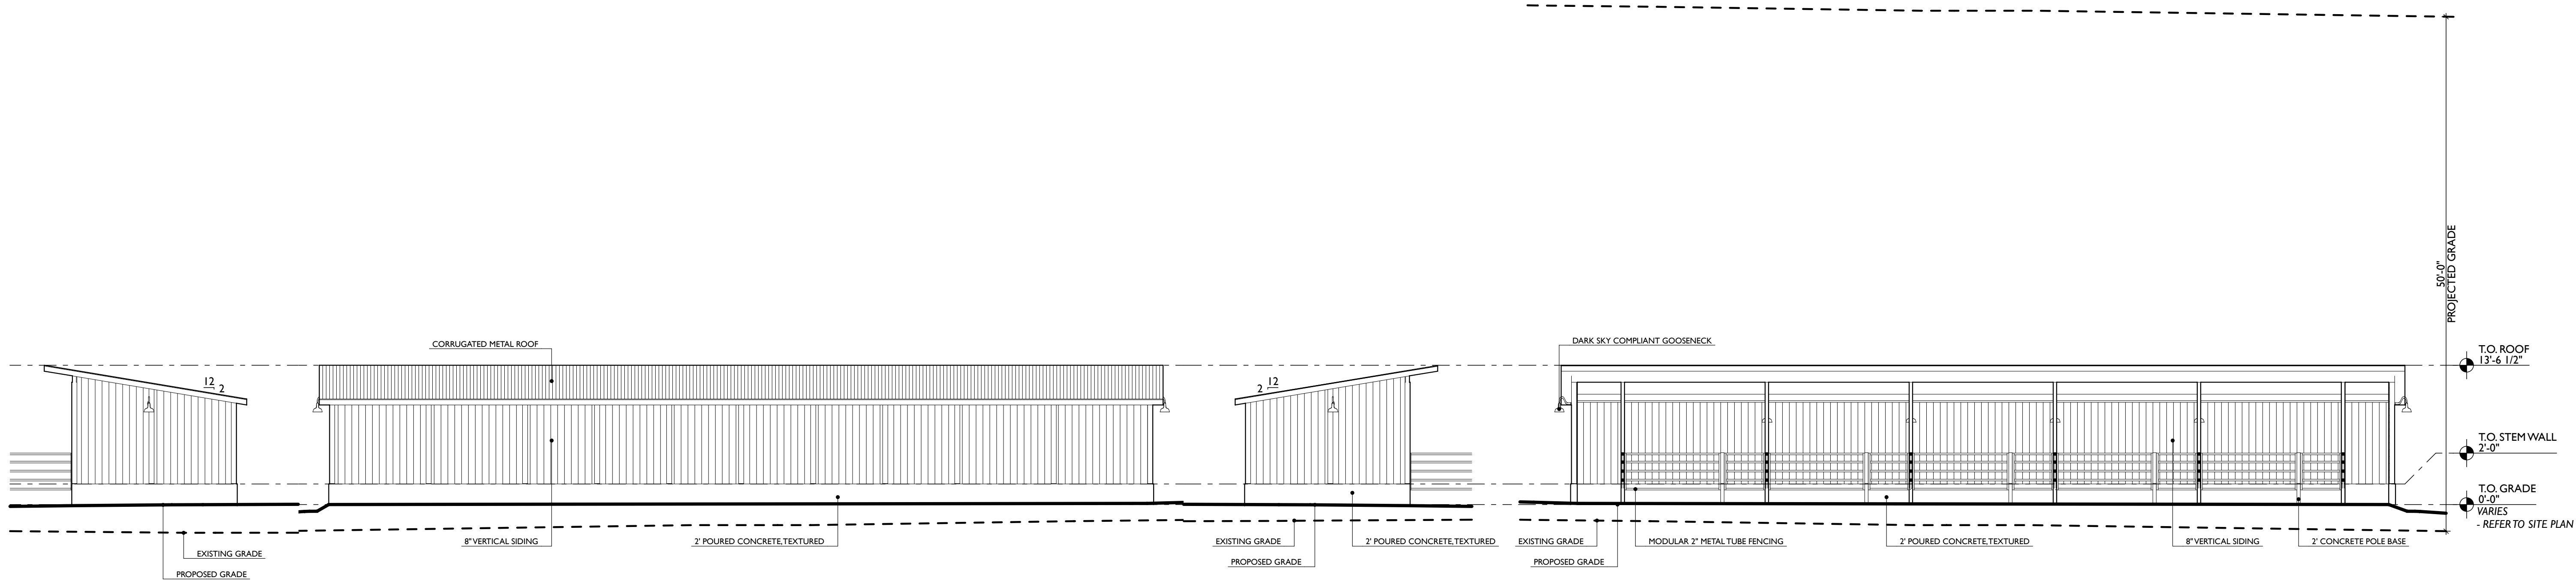 50'-0"
PROJECTED GRADE
CORRUGATED METAL ROOF
DARK SKY COMPLIANT GOOSENECK
T.O. ROOF
13'-6 1/2"
12
2
12
2
T.O. STEM WALL
2'-0"
T.O. GRADE
0'-0"
VARIES
- REFER TO SITE PLAN
8" VERTICAL SIDING
2' POURED CONCRETE, TEXTURED
EXISTING GRADE
2' POURED CONCRETE, TEXTURED
EXISTING GRADE
MODULAR 2" METAL TUBE FENCING
2' POURED CONCRETE, TEXTURED
8" VERTICAL SIDING
2' CONCRETE POLE BASE
EXISTING GRADE
PROPOSED GRADE
PROPOSED GRADE
PROPOSED GRADE